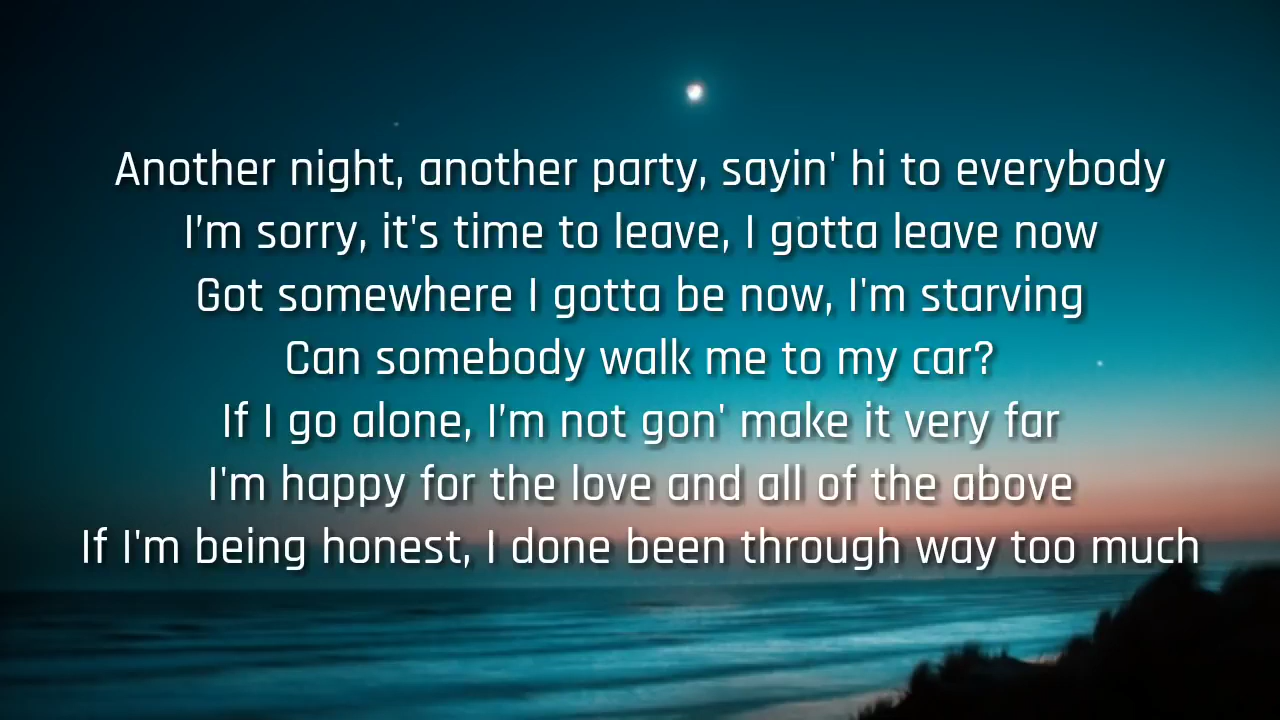 Another night, another party, sayin' hi to everybody
I’m sorry, it's time to leave, I gotta leave now
Got somewhere I gotta be now, I'm starving
Can somebody walk me to my car?
If I go alone, I’m not gon' make it very far
I'm happy for the love and all of the above
If I'm being honest, I done been through way too much